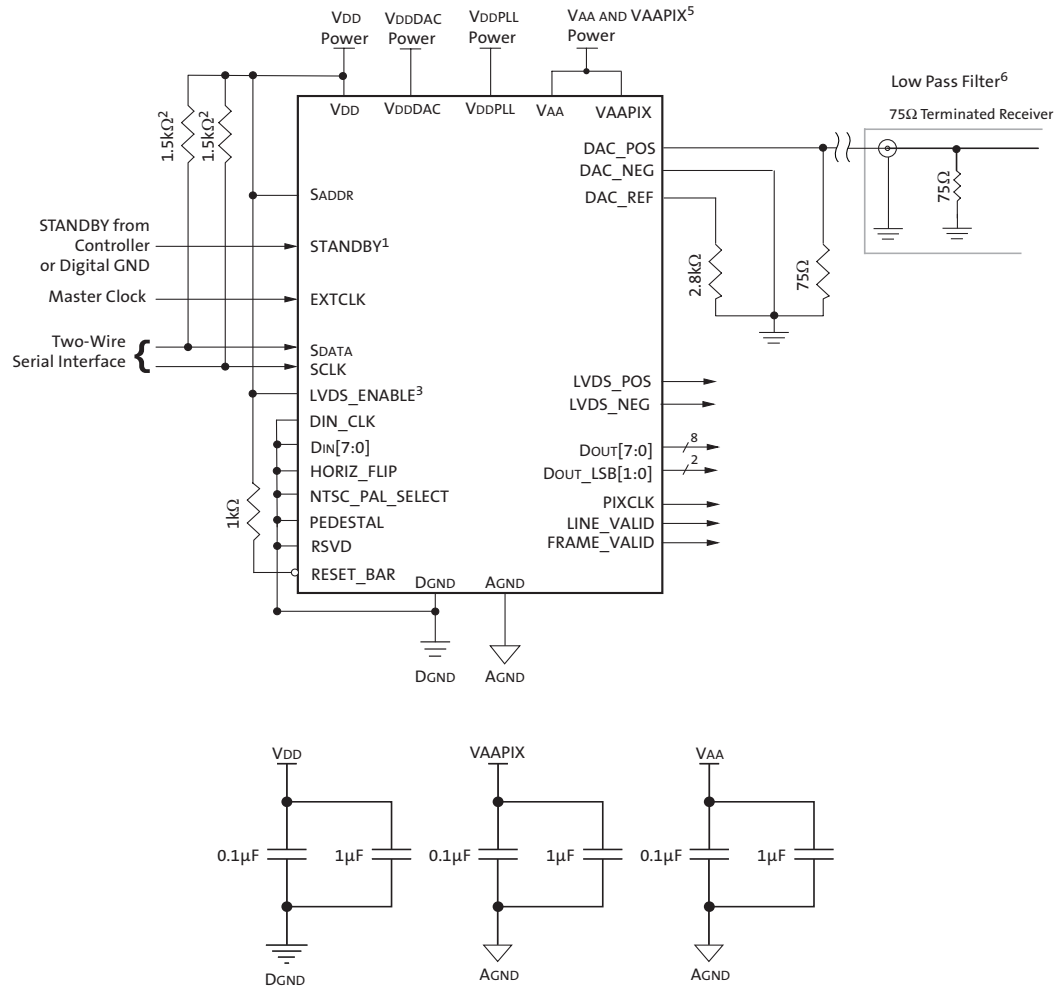 VDD Power
VDDDAC Power
VDDPLL Power
VAA AND VAAPIX5 Power
VDD
VDDDAC
VDDPLL
VAA
VAAPIX
Low Pass Filter6
75Ω Terminated Receiver
1.5kΩ2
1.5kΩ2
DAC_POS
DAC_NEG
DAC_REF
75Ω
SADDR
STANDBY from
Controller
or Digital GND
STANDBY1
2.8kΩ
75Ω
Master Clock
EXTCLK
Two-Wire
Serial Interface
{
SDATA
SCLK
LVDS_ENABLE3
DIN_CLK
DIN[7:0]
HORIZ_FLIP
NTSC_PAL_SELECT
PEDESTAL
RSVD
RESET_BAR
1kΩ
LVDS_POS
LVDS_NEG
DOUT[7:0]
8
DOUT_LSB[1:0]
2
PIXCLK
LINE_VALID
FRAME_VALID
DGND
AGND
DGND
AGND
VDD
VAAPIX
VAA
0.1µF
1µF
0.1µF
1µF
0.1µF
1µF
DGND
AGND
AGND